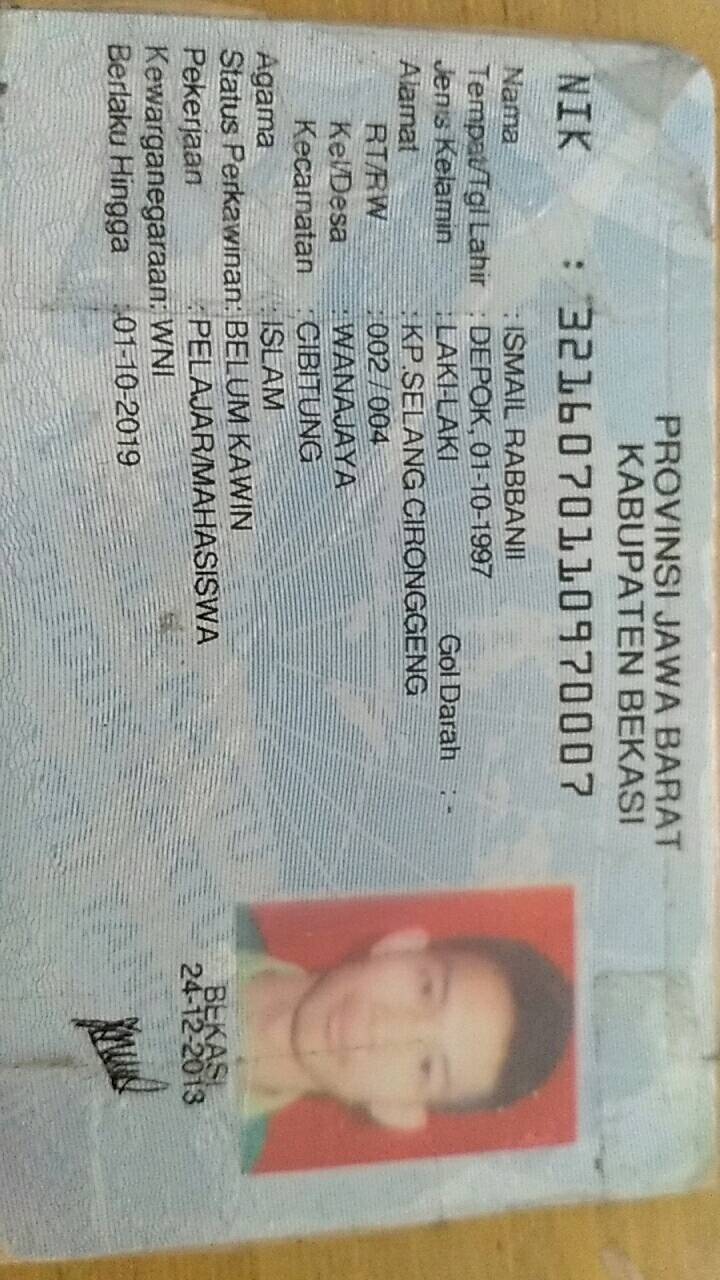 PROVINSI JAWA BARAT
KABUPATEN BEKASI
NIK : 3216070110970007
Nama : ISMAIL RABBANII
Tempat/Tgl Lahir : DEPOK, 01-10-1997
Jenis Kelamin : LAKI-LAKI Gol Darah : -
Alamat : KP.SELANG CIRONGGENG
RT/RW : 002 / 004
Kel/Desa : WANAJAYA
Kecamatan : CIBITUNG
Agama : ISLAM
Status Perkawinan: BELUM KAWIN
Pekerjaan : PELAJAR/MAHASISWA
Kewarganegaraan: WNI
Berlaku Hingga : 01-10-2019
BEKASI
24-12-2013